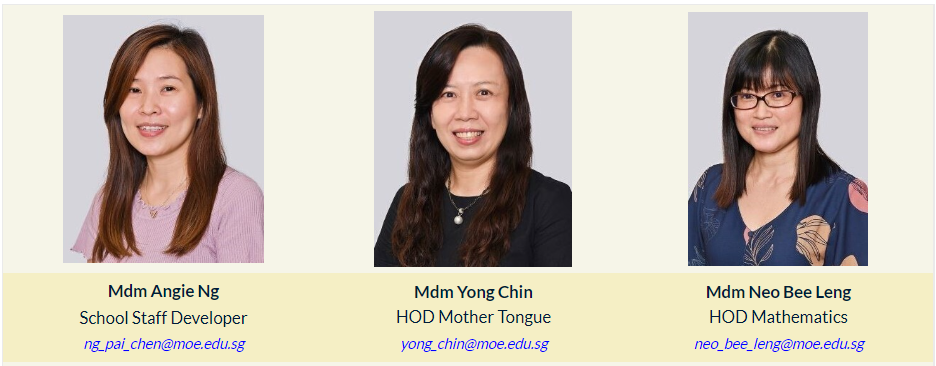 Mdm Angie Ng
School Staff Developer
ng_pai_chen@moe.edu.sg
Mdm Yong Chin
HOD Mother Tongue
yong_chin@moe.edu.sg
Mdm Neo Bee Leng
HOD Mathematics
neo_bee_leng@moe.edu.sg